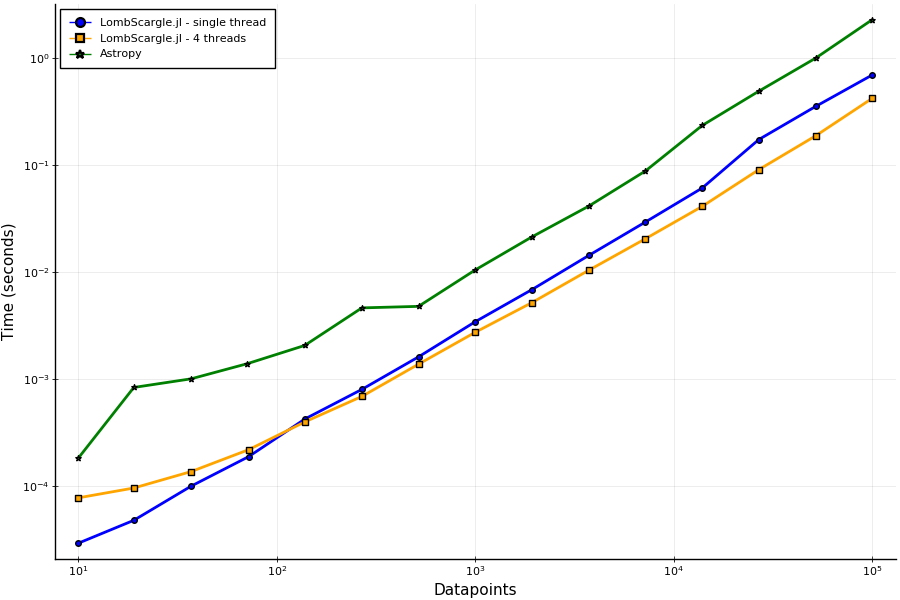 LombScargle.jl - single thread
LombScargle.jl - 4 threads
Astropy
Time (seconds)
10⁰
10⁻¹
10⁻²
10⁻³
10⁻⁴
10¹ 10² 10³ 10⁴ 10⁵
Datapoints